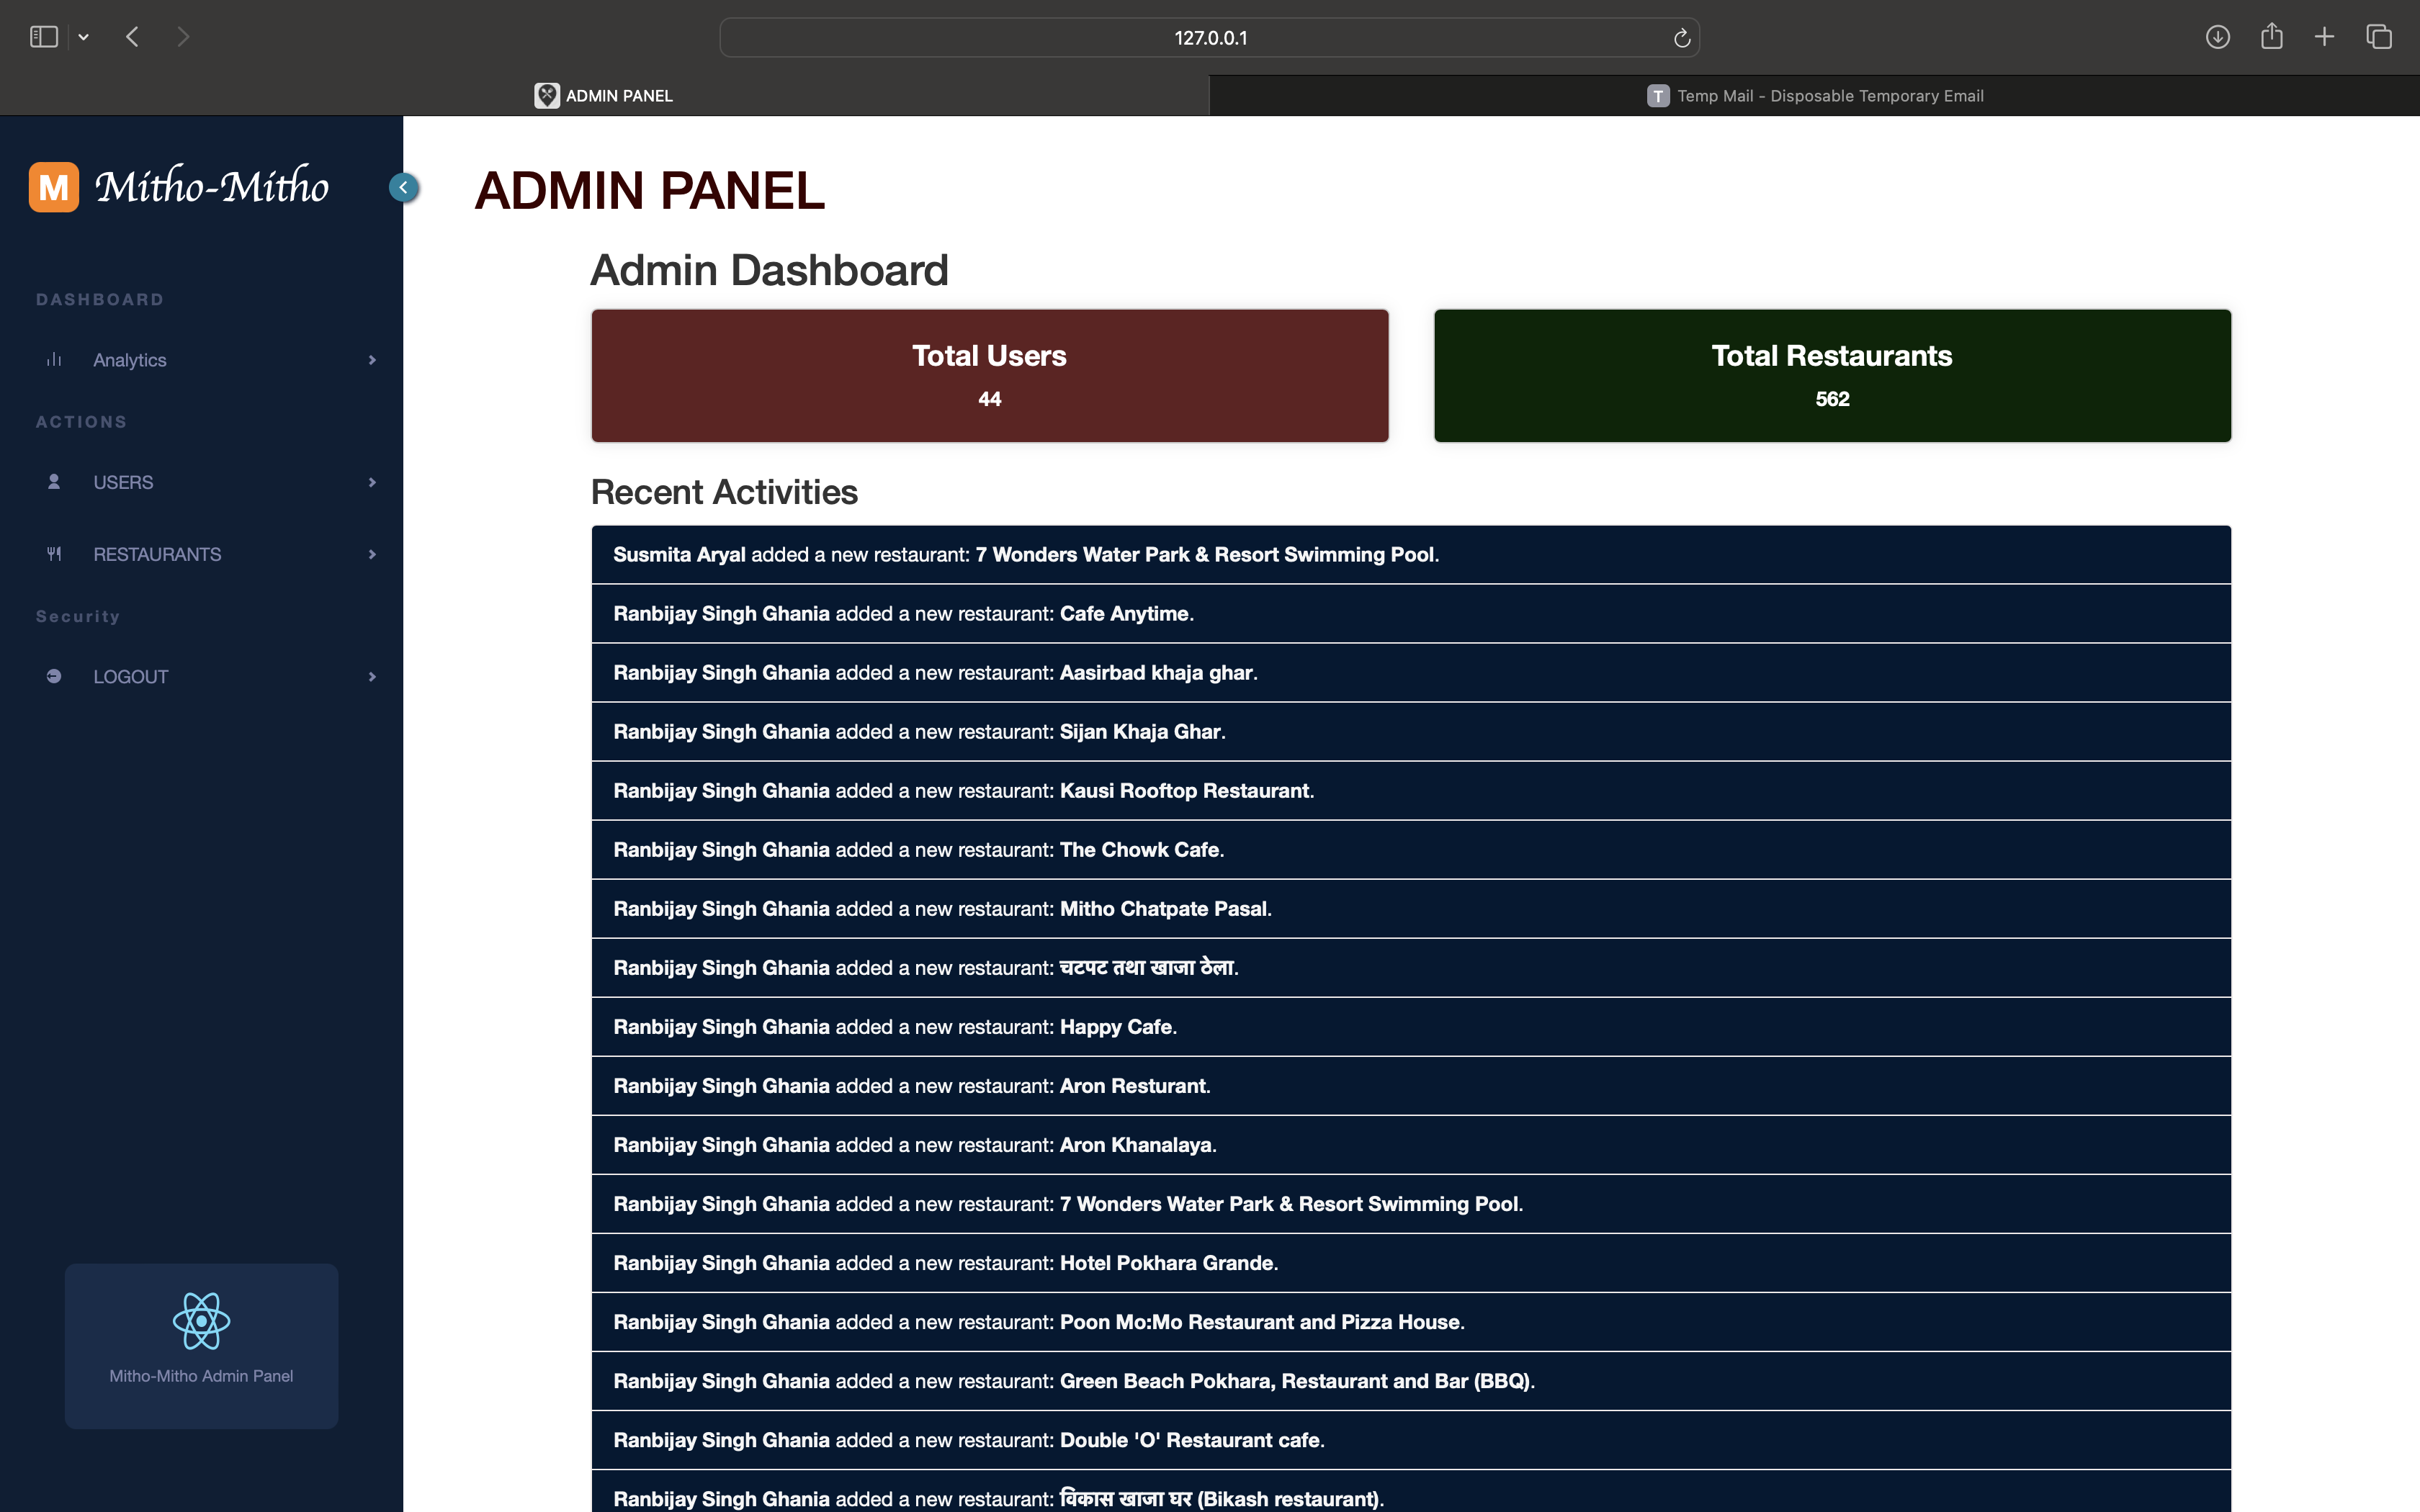 127.0.0.1
ADMIN PANEL
T Temp Mail - Disposable Temporary Email
M Mitho-Mitho
DASHBOARD
Analytics
ACTIONS
USERS
RESTAURANTS
Security
LOGOUT
Mitho-Mitho Admin Panel
ADMIN PANEL
Admin Dashboard
Total Users
44
Total Restaurants
562
Recent Activities
Susmita Aryal added a new restaurant: 7 Wonders Water Park & Resort Swimming Pool.
Ranbijay Singh Ghania added a new restaurant: Cafe Anytime.
Ranbijay Singh Ghania added a new restaurant: Aasirbad khaja ghar.
Ranbijay Singh Ghania added a new restaurant: Sijan Khaja Ghar.
Ranbijay Singh Ghania added a new restaurant: Kausi Rooftop Restaurant.
Ranbijay Singh Ghania added a new restaurant: The Chowk Cafe.
Ranbijay Singh Ghania added a new restaurant: Mitho Chatpate Pasal.
Ranbijay Singh Ghania added a new restaurant: चटपट तथा खाजा ठेला.
Ranbijay Singh Ghania added a new restaurant: Happy Cafe.
Ranbijay Singh Ghania added a new restaurant: Aron Resturant.
Ranbijay Singh Ghania added a new restaurant: Aron Khanalaya.
Ranbijay Singh Ghania added a new restaurant: 7 Wonders Water Park & Resort Swimming Pool.
Ranbijay Singh Ghania added a new restaurant: Hotel Pokhara Grande.
Ranbijay Singh Ghania added a new restaurant: Poon Mo:Mo Restaurant and Pizza House.
Ranbijay Singh Ghania added a new restaurant: Green Beach Pokhara, Restaurant and Bar (BBQ).
Ranbijay Singh Ghania added a new restaurant: Double 'O' Restaurant cafe.
Ranbijay Singh Ghania added a new restaurant: विकास खाजा घर (Bikash restaurant).